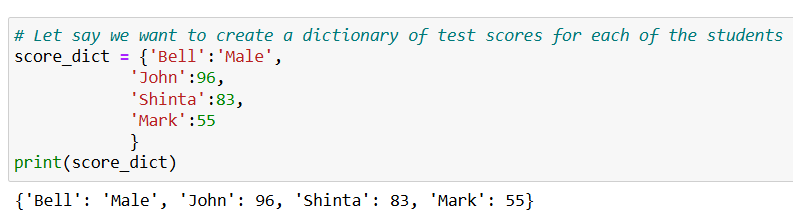 # Let say we want to create a dictionary of test scores for each of the students
score_dict = {'Bell':'Male',
'John':96,
'Shinta':83,
'Mark':55
}
print(score_dict)
{'Bell': 'Male', 'John': 96, 'Shinta': 83, 'Mark': 55}